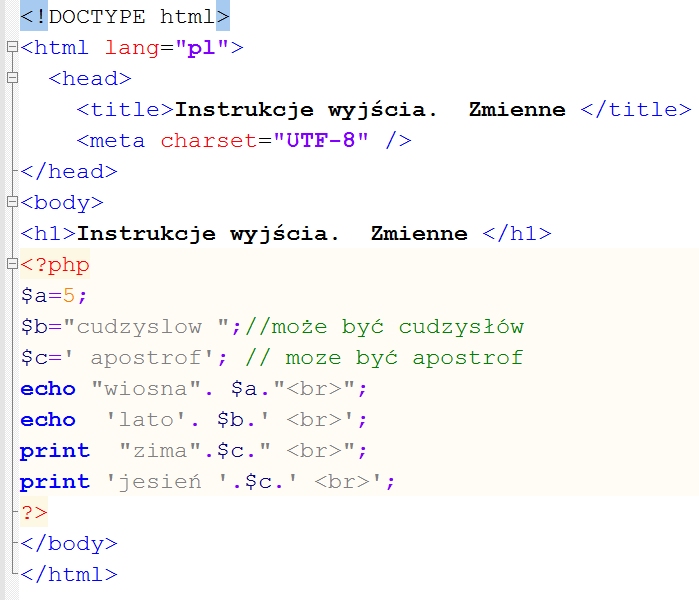 <!DOCTYPE html>
<html lang="pl">
  <head>
    <title>Instrukcje wyjścia.  Zmienne </title>
    <meta charset="UTF-8" />
</head>
<body>
<h1>Instrukcje wyjścia.  Zmienne </h1>
<?php
$a=5;
$b="cudzyslow ";//może być cudzysłów
$c=' apostrof'; // moze być apostrof
echo "wiosna". $a."<br>";
echo  'lato'. $b.' <br>';
print  "zima".$c." <br>";
print 'jesień '.$c.' <br>';
?>
</body>
</html>